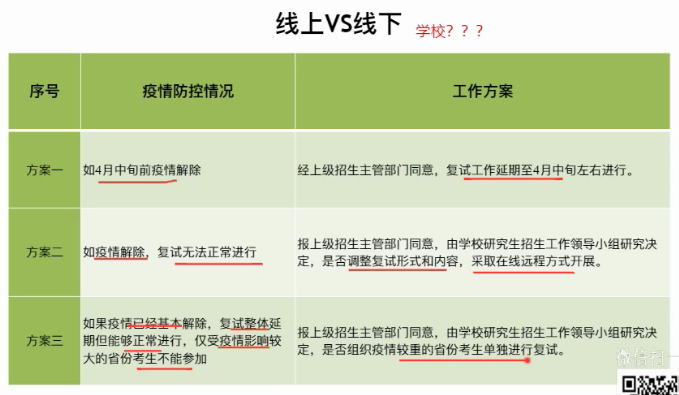 线上VS线下
学校？？？
序号
疫情防控情况
工作方案
方案一
如4月中旬前疫情解除
经上级招生主管部门同意，复试工作延期至4月中旬左右进行。
方案二
如疫情解除，复试无法正常进行
报上级招生主管部门同意，由学校研究生招生工作领导小组研究决
定，是否调整复试形式和内容，采取在线远程方式开展。
方案三
如果疫情已经基本解除，复试整体延
期但能够正常进行，仅受疫情影响较
大的省份考生不能参加
报上级招生主管部门同意，由学校研究生招生工作领导小组研究决
定，是否组织疫情较重的省份考生单独进行复试。
微信扫一